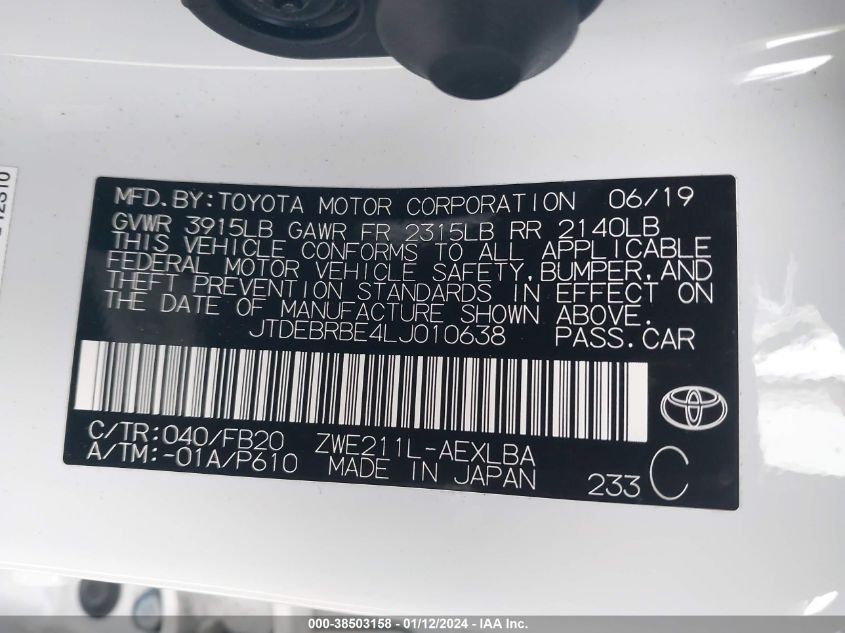 MFD.BY:TOYOTA MOTOR CORPORATION 06/19
GVWR 3915LB GAWR FR 2315LB RR 2140LB
THIS VEHICLE CONFORMS TO ALL APPLICABLE
FEDERAL MOTOR VEHICLE SAFETY,BUMPER,AND
THEFT PREVENTION STANDARDS IN EFFECT ON
THE DATE OF MANUFACTURE SHOWN ABOVE.
JTDEBRBE4LJ010638 PASS.CAR
C/TR:040/FB20 ZWE211L-AEXLBA
A/TM:-01A/P610 MADE IN JAPAN 233 C
000-38503158 - 01/12/2024 - IAA Inc.